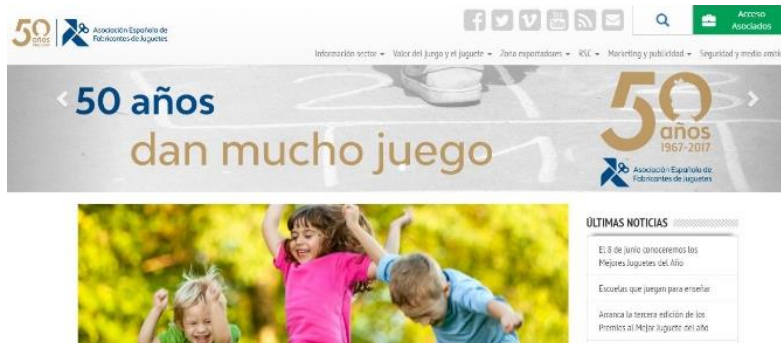 50
años
1967-2017
Asociación Española de
Fabricantes de Juguetes
Acceso
Asociados
Información sector
Valor del juego y el juguete
Zona exportadores
RSC
Marketing y publicidad
Seguridad y medio ambie
50 años
dan mucho juego
50
años
1967-2017
Asociación Española de
Fabricantes de Juguetes
ÚLTIMAS NOTICIAS
El 8 de junio conoceremos los
Mejores Juguetes del Año
Escuelas que juegan para enseñar
Arranca la tercera edición de los
Premios al Mejor Juguete del año